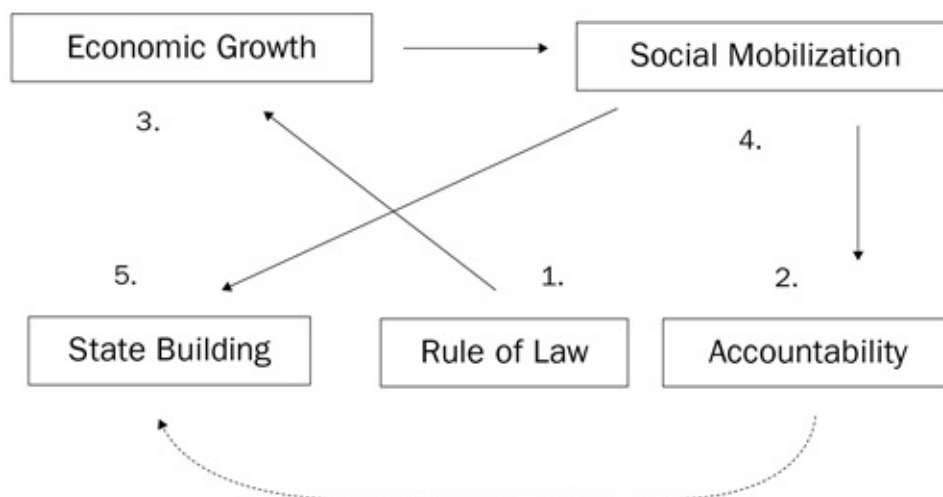 Economic Growth
Social Mobilization
3.
4.
5.
1.
2.
State Building
Rule of Law
Accountability